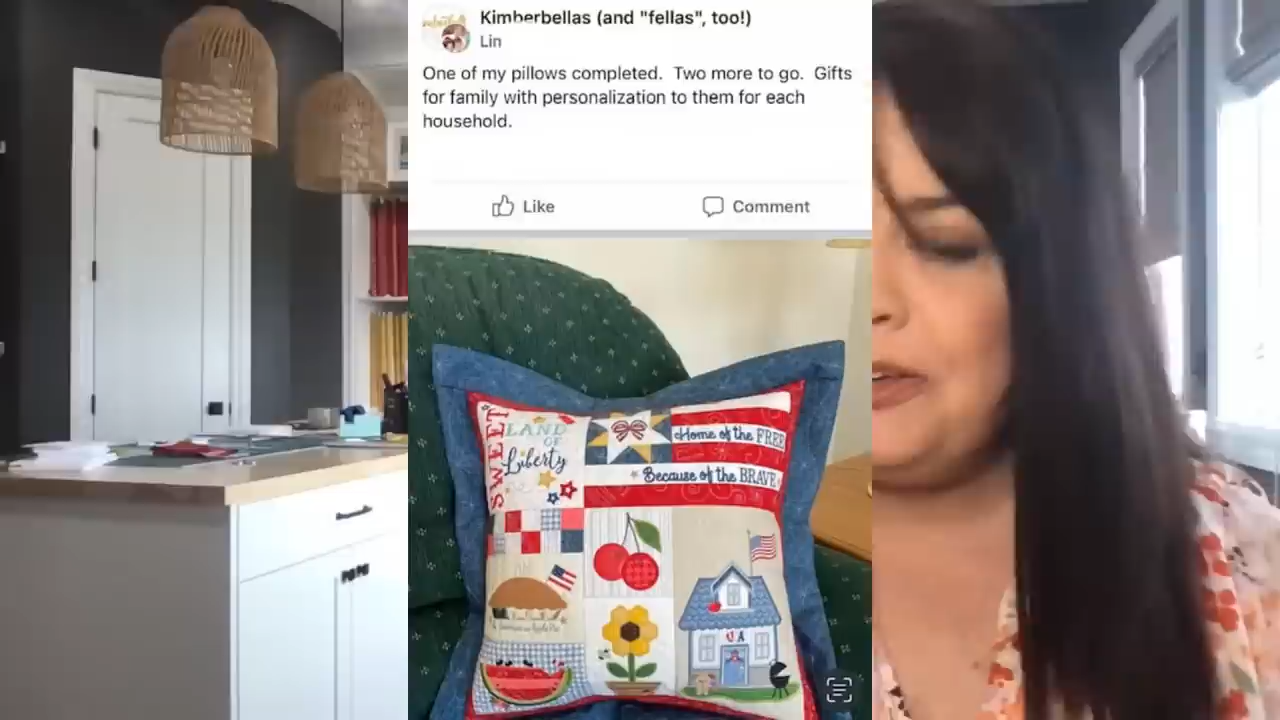 Kimberbellas (and "fellas", too!)
Lin
One of my pillows completed.  Two more to go.  Gifts
for family with personalization to them for each
household.
Like
Comment
SWEET
LAND
OF
Liberty
Home of the FREE
Because of the BRAVE